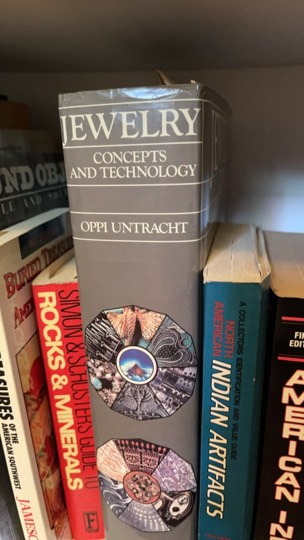 JEWELRY
CONCEPTS
AND TECHNOLOGY
OPPI UNTRACHT
BURIED
SIMON & SCHUSTER'S GUIDE TO
ROCKS & MINERALS
F
A COLLECTOR'S IDENTIFICATION AND VALUE GUIDE
NORTH
AMERICAN
INDIAN ARTIFACTS
OF THE
AMERICAN SOUTHWEST
AMERICAN